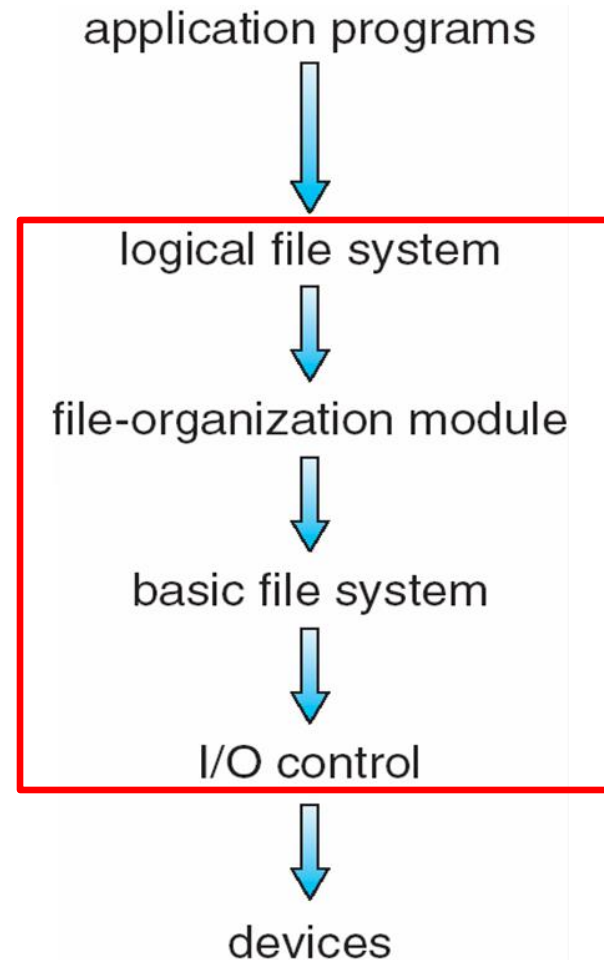 application programs
logical file system
file-organization module
basic file system
I/O control
devices